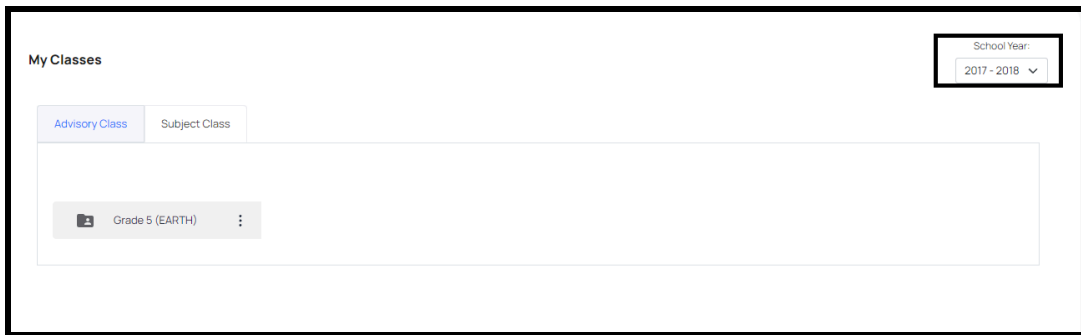 School Year:
My Classes
2017 - 2018
Advisory Class Subject Class
Grade 5 (EARTH)